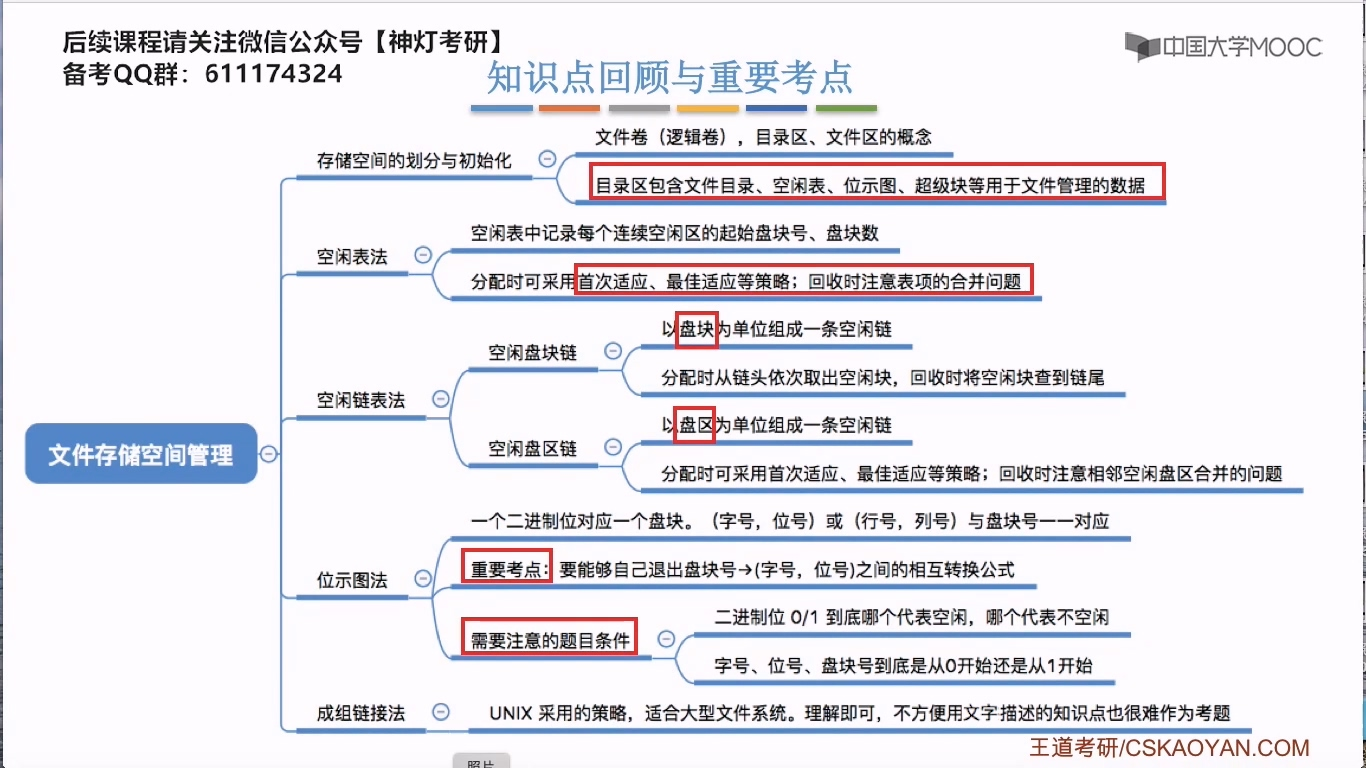 后续课程请关注微信公众号【神灯考研】
备考QQ群：611174324
中国大学MOOC
知识点回顾与重要考点
文件存储空间管理
存储空间的划分与初始化
文件卷（逻辑卷），目录区、文件区的概念
目录区包含文件目录、空闲表、位示图、超级块等用于文件管理的数据
空闲表法
空闲表中记录每个连续空闲区的起始盘块号、盘块数
分配时可采用首次适应、最佳适应等策略；回收时注意表项的合并问题
空闲链表法
空闲盘块链
以盘块为单位组成一条空闲链
分配时从链头依次取出空闲块，回收时将空闲块查到链尾
空闲盘区链
以盘区为单位组成一条空闲链
分配时可采用首次适应、最佳适应等策略；回收时注意相邻空闲盘区合并的问题
位示图法
一个二进制位对应一个盘块。（字号，位号）或（行号，列号）与盘块号一一对应
重要考点：要能够自己退出盘块号→(字号，位号)之间的相互转换公式
需要注意的题目条件
二进制位 0/1 到底哪个代表空闲，哪个代表不空闲
字号、位号、盘块号到底是从0开始还是从1开始
成组链接法
UNIX 采用的策略，适合大型文件系统。理解即可，不方便用文字描述的知识点也很难作为考题
王道考研/CSKAOYAN.COM
照片